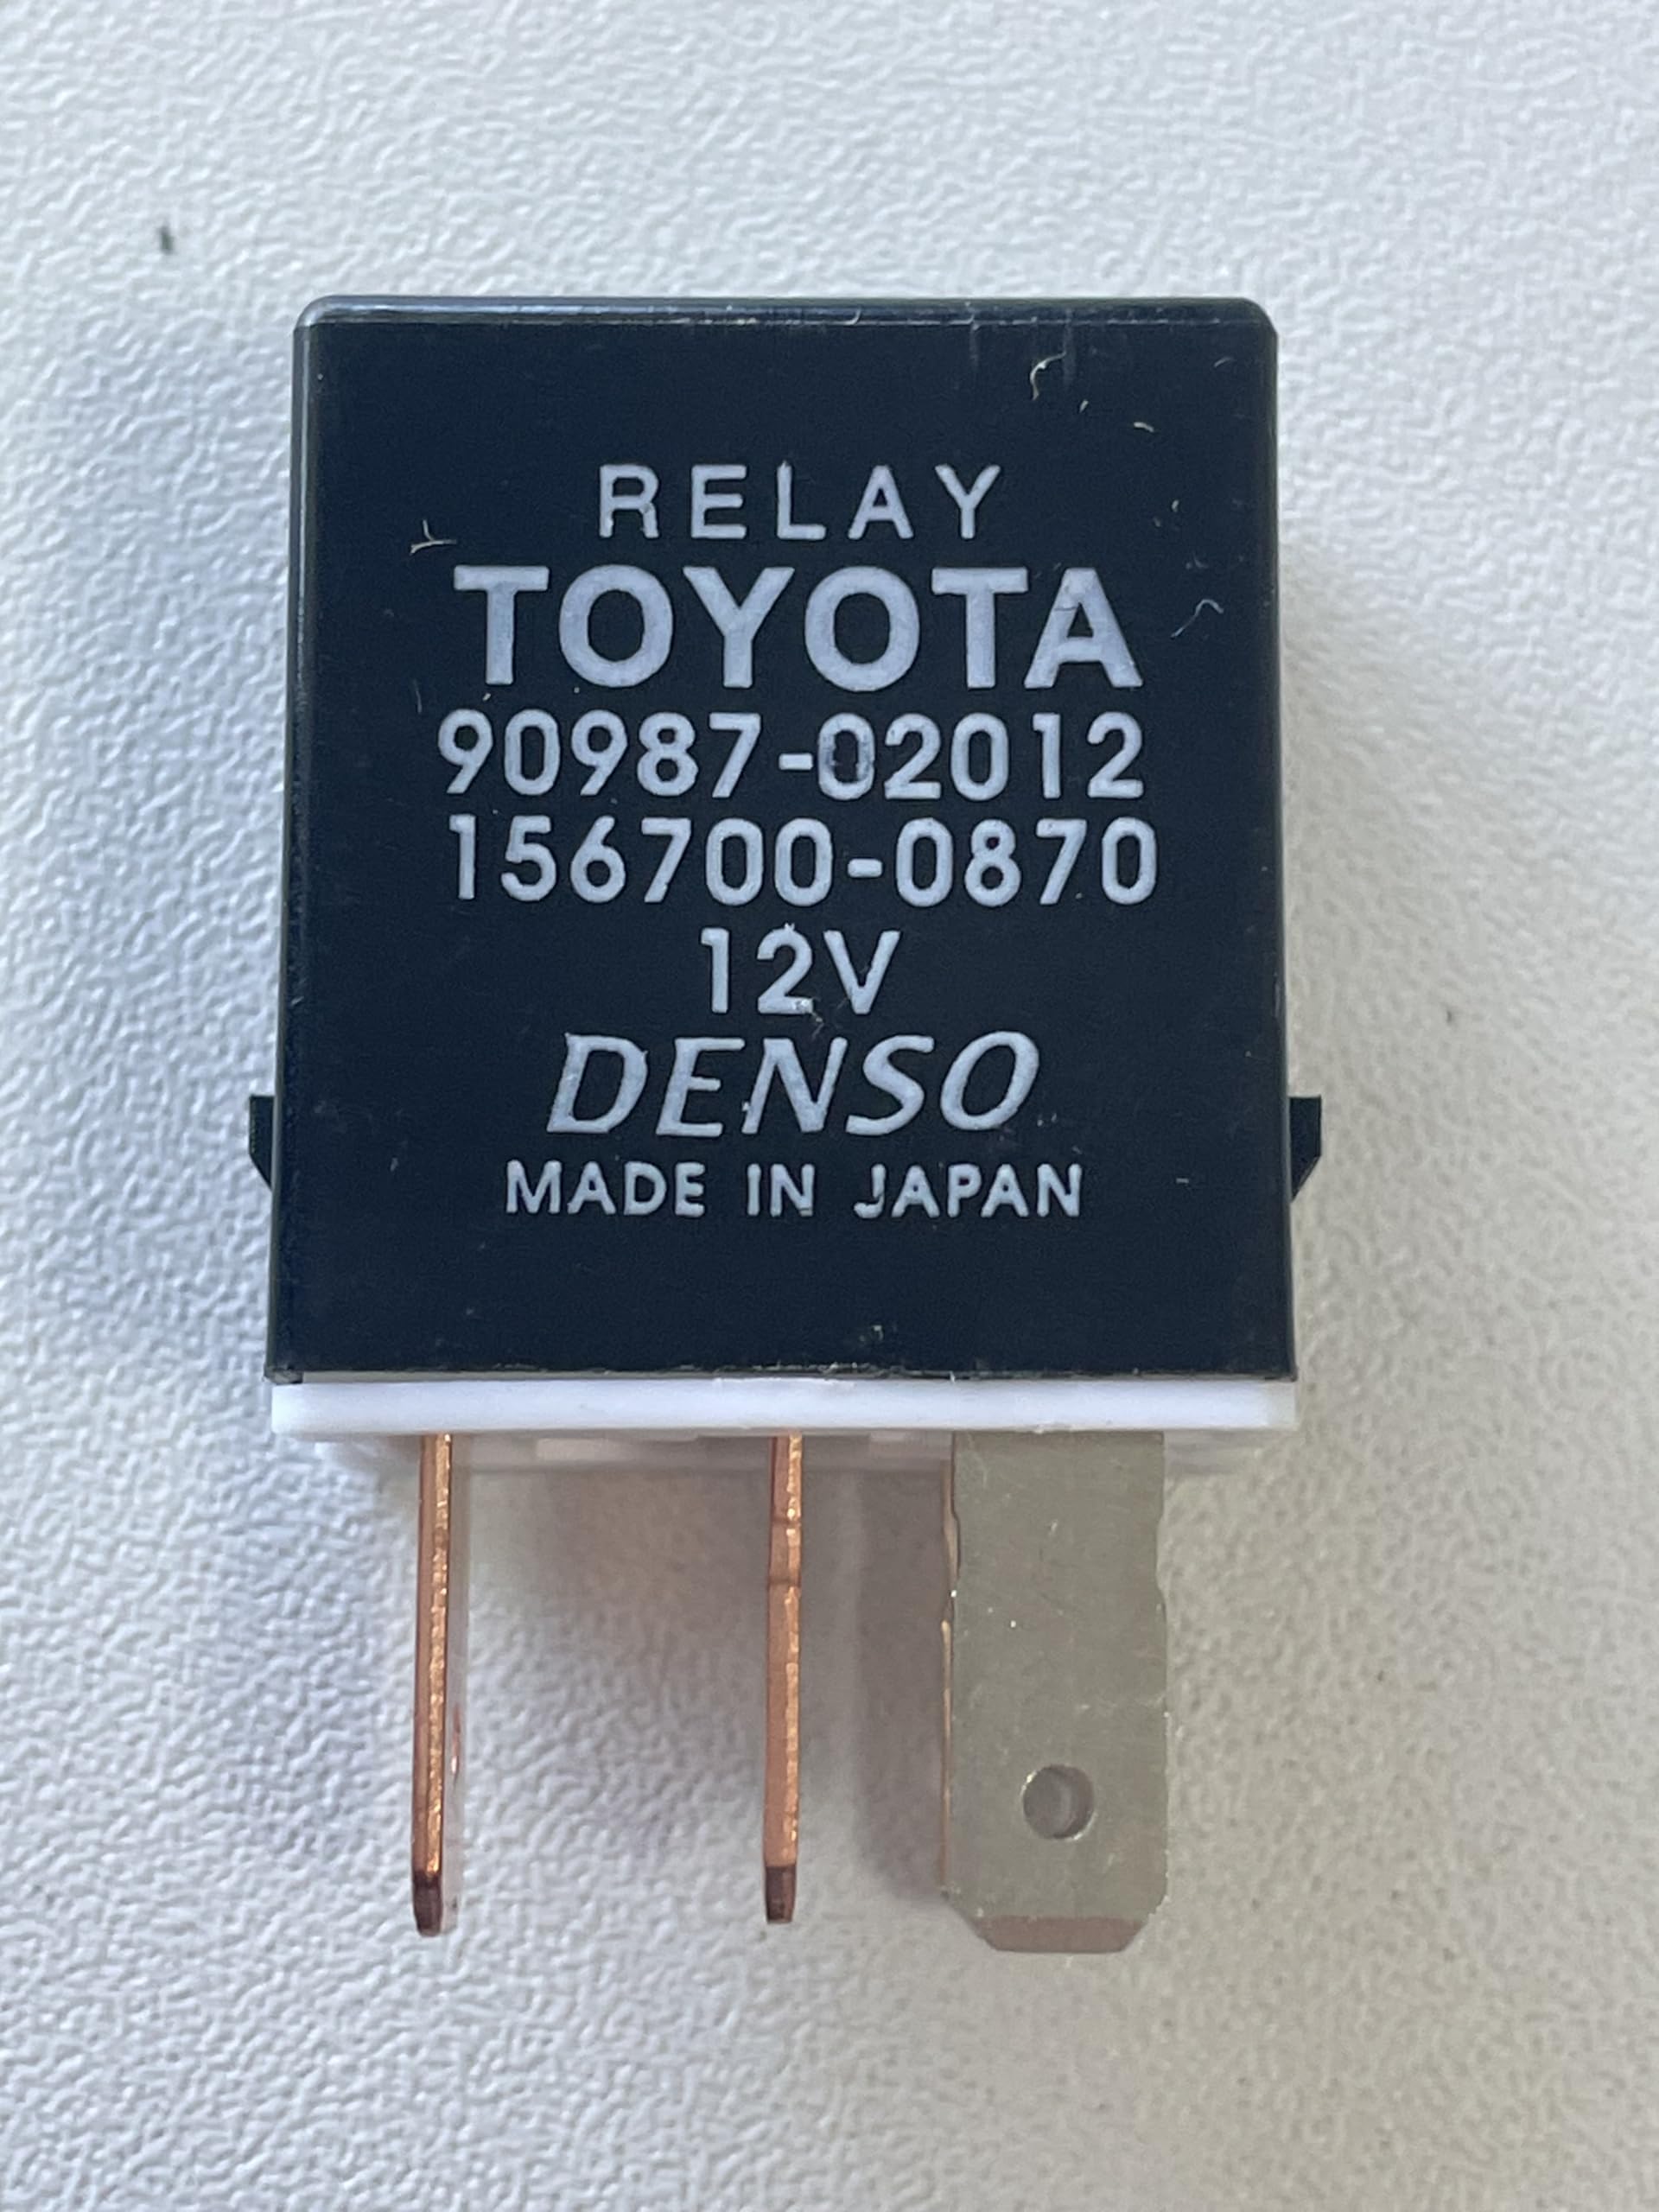 RELAY
TOYOTA
90987-02012
156700-0870
12V
DENSO
MADE IN JAPAN